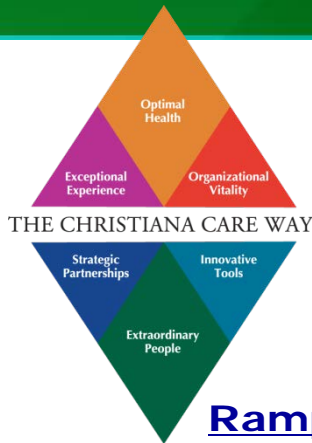 Optimal
Health
Exceptional
Experience
Organizational
Vitality
THE CHRISTIANA CARE WAY
Strategic
Partnerships
Innovative
Tools
Extraordinary
People